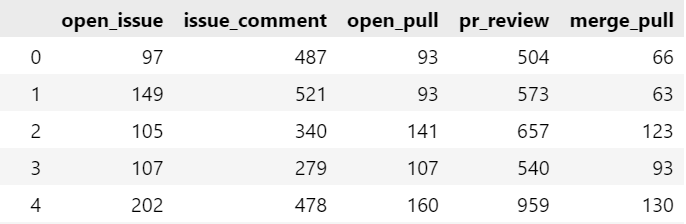 open_issue issue_comment open_pull pr_review merge_pull
0 97 487 93 504 66
1 149 521 93 573 63
2 105 340 141 657 123
3 107 279 107 540 93
4 202 478 160 959 130